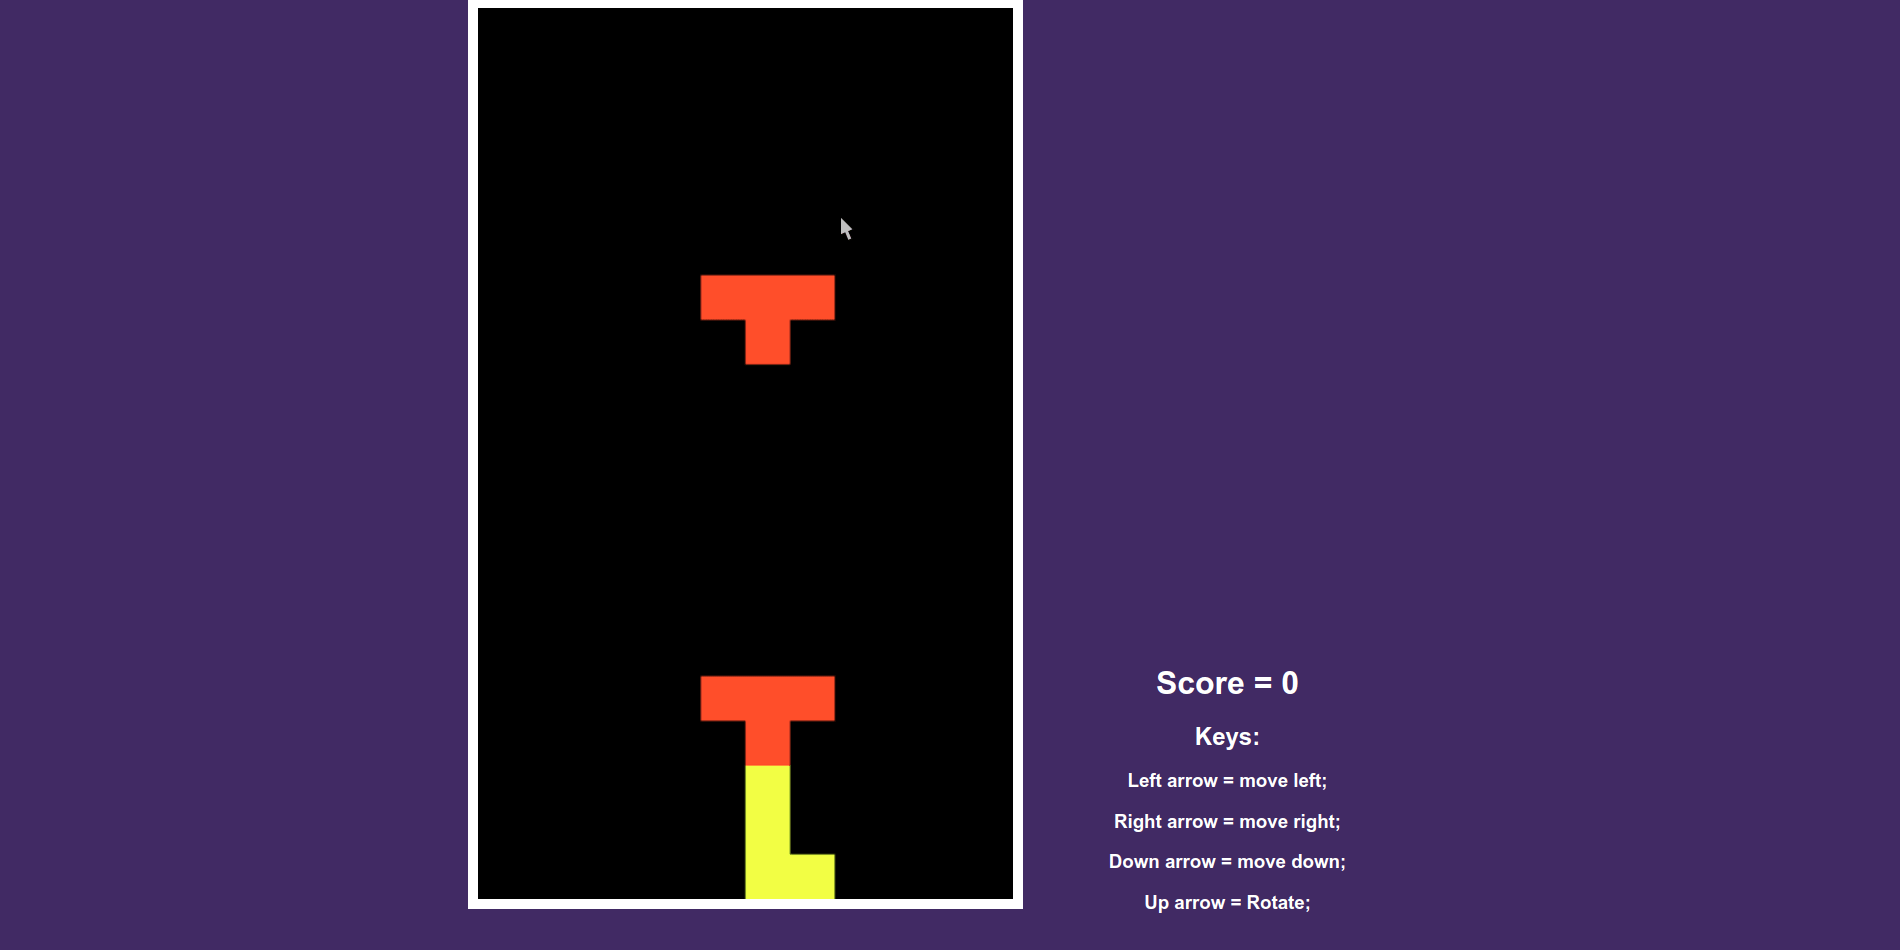 Score = 0
Keys:
Left arrow = move left;
Right arrow = move right;
Down arrow = move down;
Up arrow = Rotate;